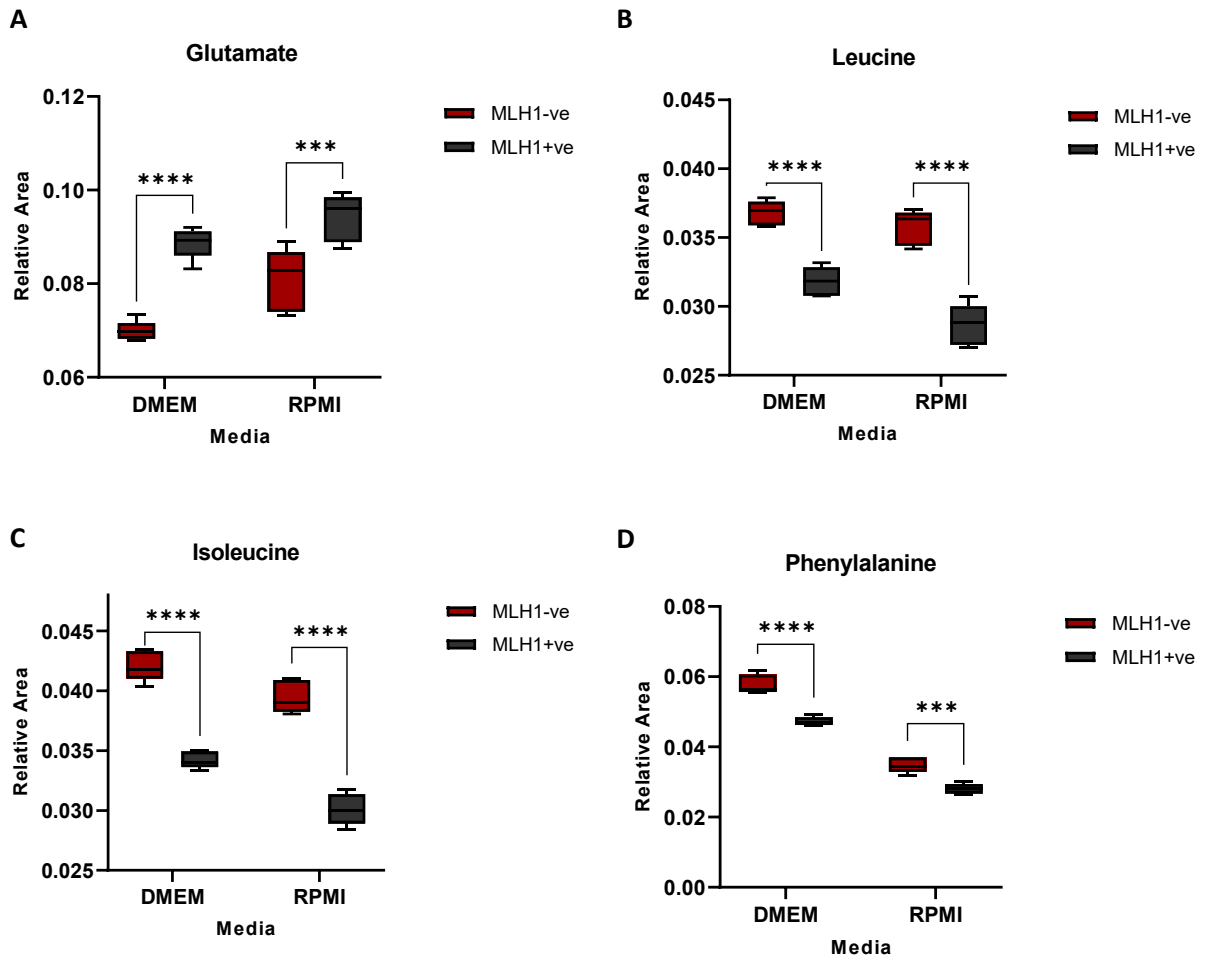 A
Glutamate
0.12
0.10
0.08
0.06
Relative Area
****
***
DMEM
RPMI
Media
MLH1-ve
MLH1+ve
B
Leucine
0.045
0.040
0.035
0.030
0.025
Relative Area
****
****
DMEM
RPMI
Media
MLH1-ve
MLH1+ve
C
Isoleucine
0.045
0.040
0.035
0.030
0.025
Relative Area
****
****
DMEM
RPMI
Media
MLH1-ve
MLH1+ve
D
Phenylalanine
0.08
0.06
0.04
0.02
0.00
Relative Area
****
***
DMEM
RPMI
Media
MLH1-ve
MLH1+ve